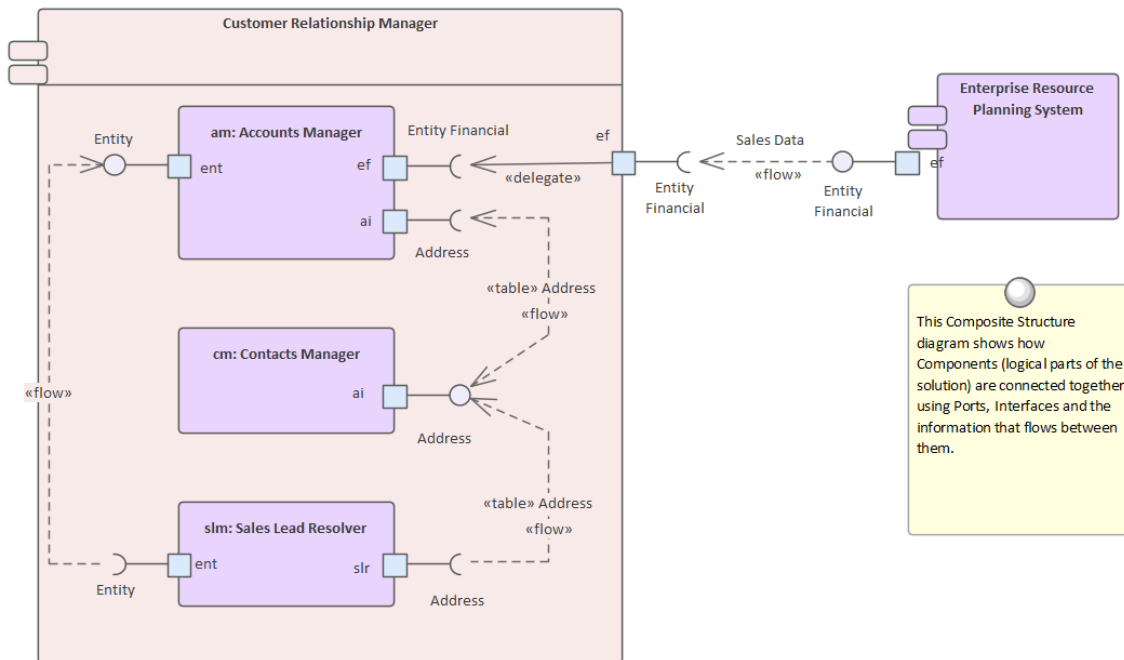 Customer Relationship Manager
Enterprise Resource
Planning System
am: Accounts Manager
Entity Financial
Entity
ent
ef
ef
Sales Data
«flow»
ef
«delegate»
Entity
Financial
Entity
Financial
ai
Address
«table» Address
«flow»
This Composite Structure
diagram shows how
Components (logical parts of the
solution) are connected together
using Ports, Interfaces and the
information that flows between
them.
cm: Contacts Manager
«flow»
ai
Address
«table» Address
«flow»
slm: Sales Lead Resolver
ent
slr
Entity
Address